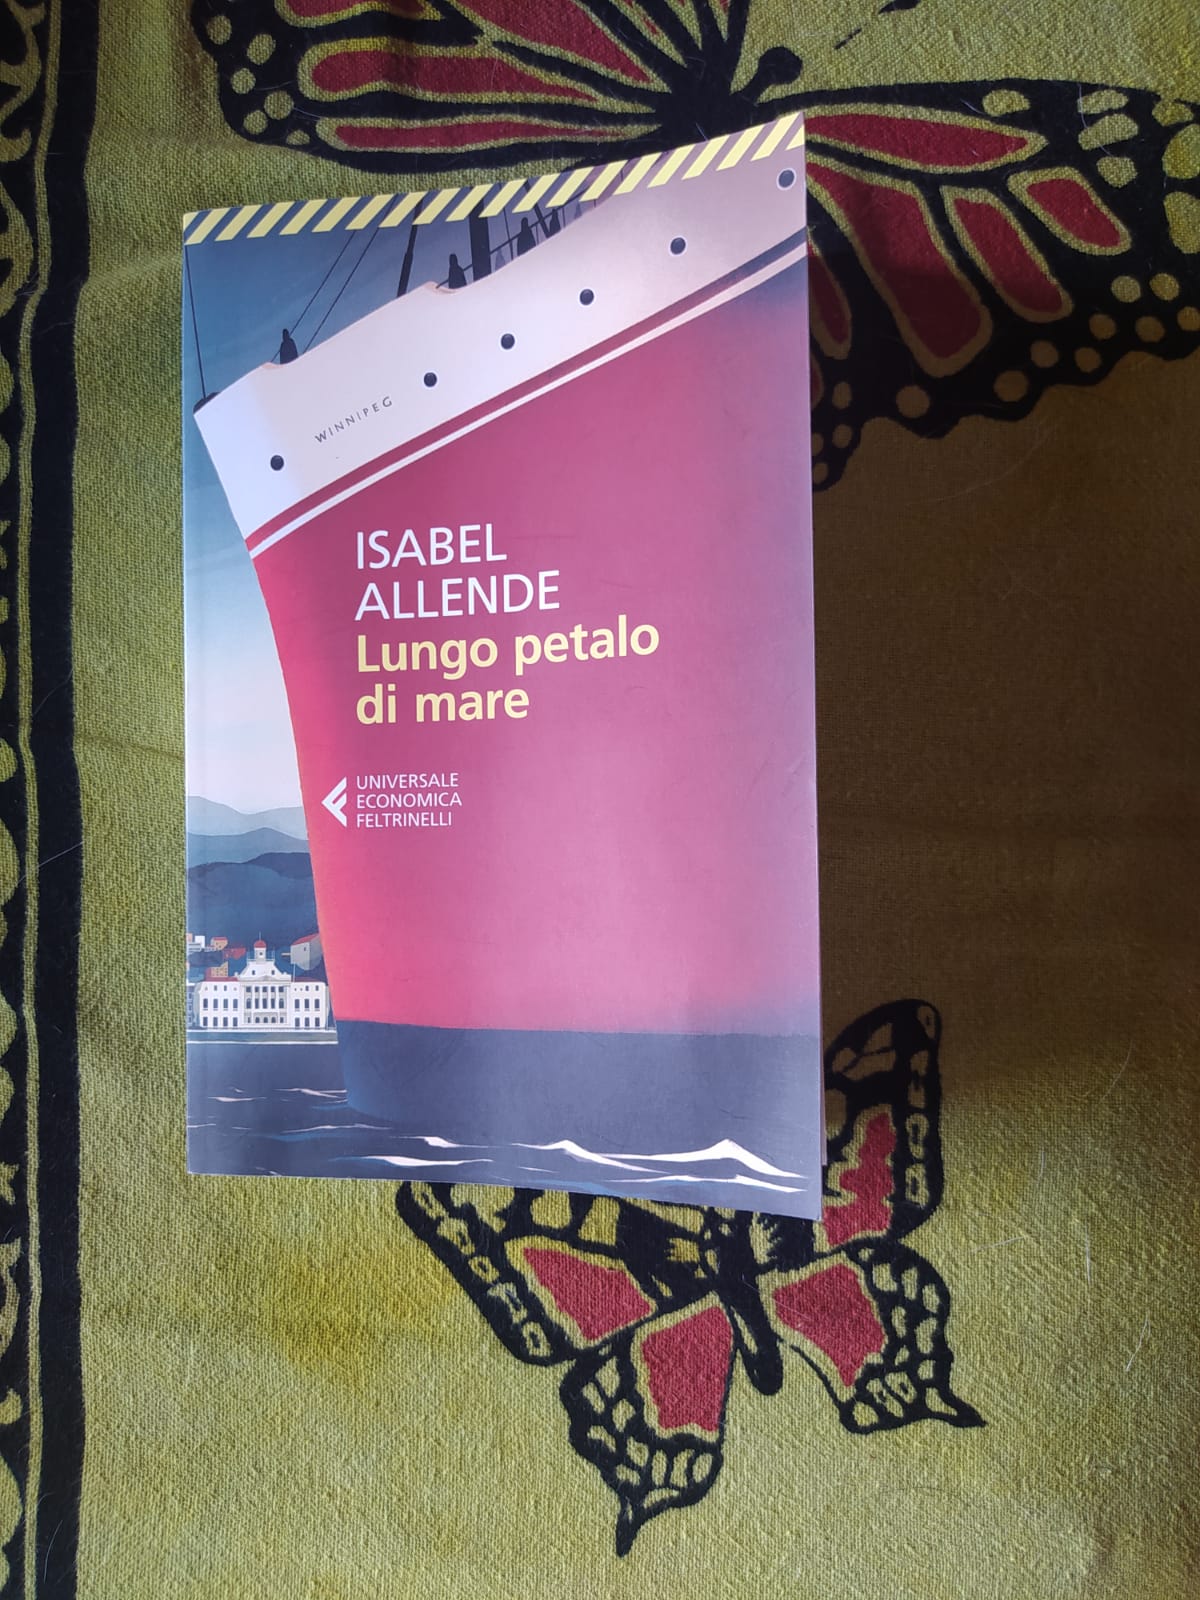 WINNIPEG
ISABEL
ALLENDE
Lungo petalo
di mare
UNIVERSALE
ECONOMICA
FELTRINELLI